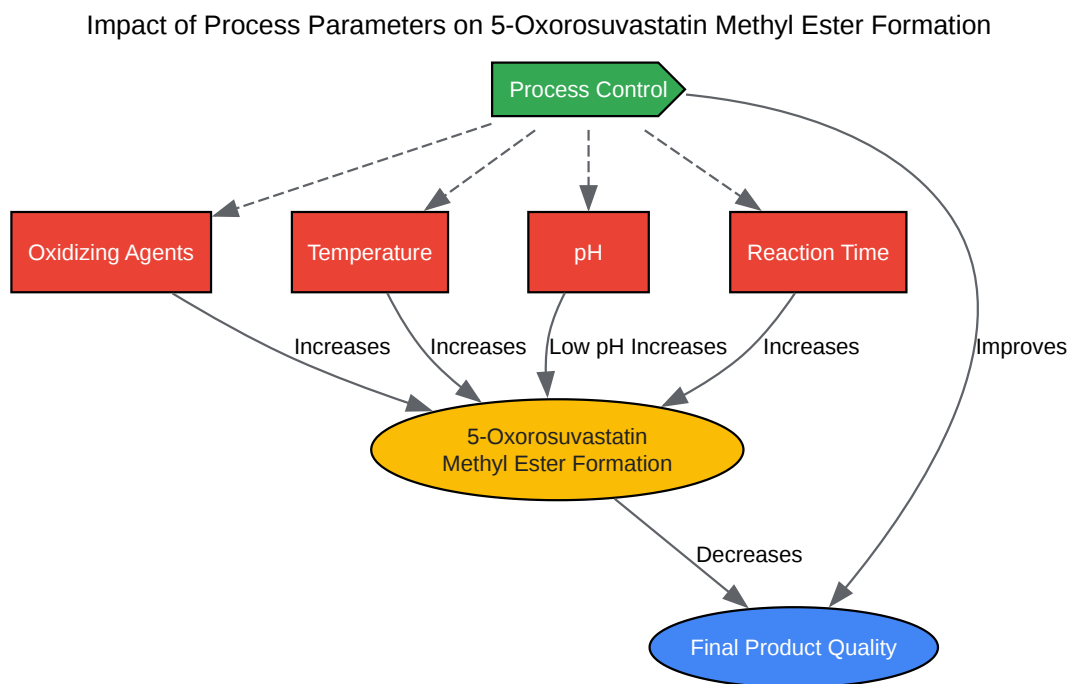 Impact of Process Parameters on 5-Oxorosuvastatin Methyl Ester Formation
Process Control
Oxidizing Agents
Temperature
pH
Reaction Time
Increases
Increases
Low pH Increases
Increases
Improves
5-Oxorosuvastatin
Methyl Ester Formation
Decreases
Final Product Quality